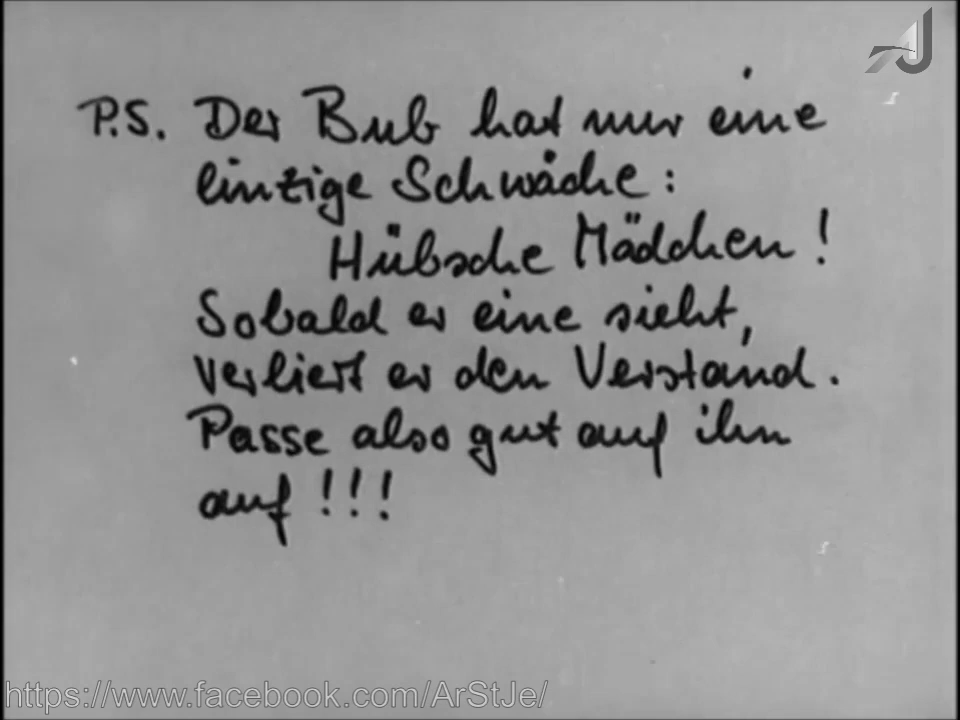 P.S. Der Bub hat nur eine
einzige Schwäche:
Hübsche Mädchen!
Sobald er eine sieht,
verliert er den Verstand.
Passe also gut auf ihn
auf!!!
https://www.facebook.com/ArStJe/